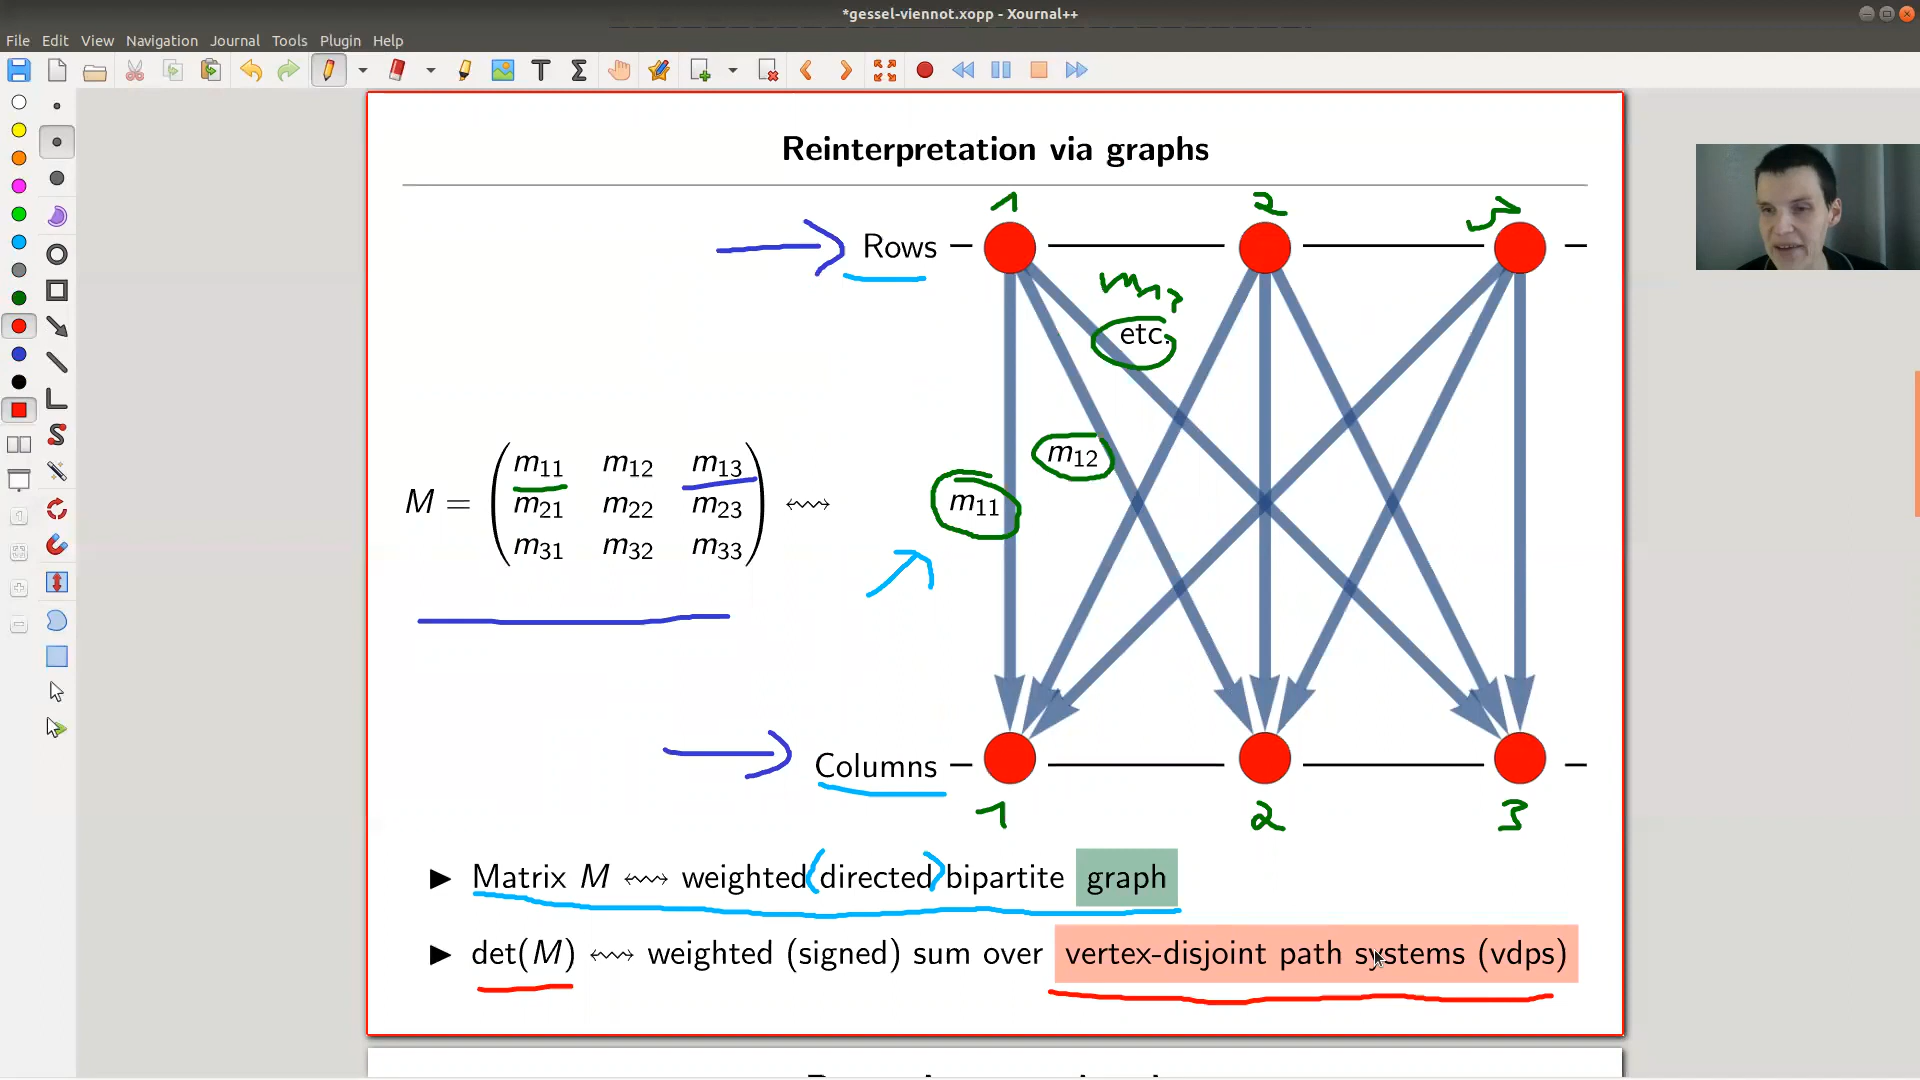 *gessel-viennot.xopp - Xournal++
File Edit View Navigation Journal Tools Plugin Help
Reinterpretation via graphs
1 2
Rows
etc.
m12
m11
M = (m11 m12 m13
m21 m22 m23
m31 m32 m33) ⟷
Columns
1 2 3
▶ Matrix M ⟷ weighted (directed) bipartite graph
▶ det(M) ⟷ weighted (signed) sum over vertex-disjoint path systems (vdps)